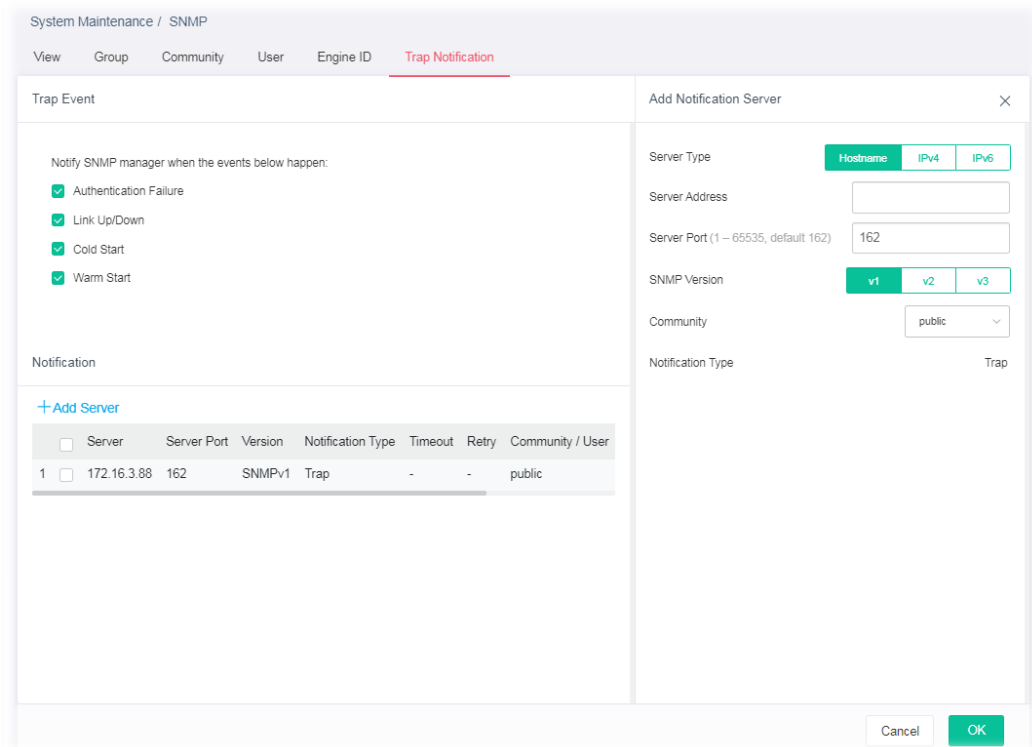 System Maintenance / SNMP
View Group Community User Engine ID Trap Notification
Trap Event
Notify SNMP manager when the events below happen:
Authentication Failure
Link Up/Down
Cold Start
Warm Start
Notification
+Add Server
Server Server Port Version Notification Type Timeout Retry Community / User
1 172.16.3.88 162 SNMPv1 Trap - - public
Add Notification Server
Server Type Hostname IPv4 IPv6
Server Address
Server Port (1 – 65535, default 162) 162
SNMP Version v1 v2 v3
Community public
Notification Type Trap
Cancel OK